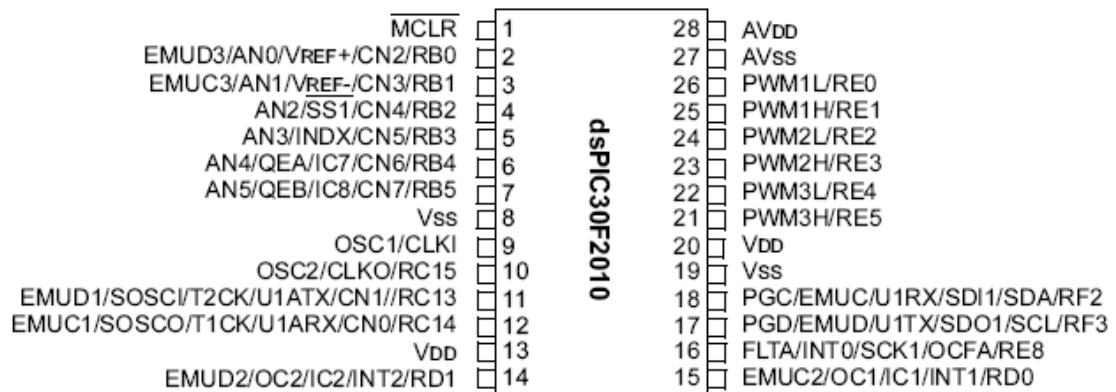 MCLR 1 28 AVDD
EMUD3/AN0/VREF+/CN2/RB0 2 27 AVSS
EMUC3/AN1/VREF-/CN3/RB1 3 26 PWM1L/RE0
AN2/SS1/CN4/RB2 4 25 PWM1H/RE1
AN3/INDX/CN5/RB3 5 24 PWM2L/RE2
AN4/QEA/IC7/CN6/RB4 6 23 PWM2H/RE3
AN5/QEB/IC8/CN7/RB5 7 22 PWM3L/RE4
VSS 8 21 PWM3H/RE5
OSC1/CLKI 9 20 VDD
OSC2/CLKO/RC15 10 19 VSS
EMUD1/SOSCI/T2CK/U1ATX/CN1//RC13 11 18 PGC/EMUC/U1RX/SDI1/SDA/RF2
EMUC1/SOSCO/T1CK/U1ARX/CN0/RC14 12 17 PGD/EMUD/U1TX/SDO1/SCL/RF3
VDD 13 16 FLTA/INT0/SCK1/OCFA/RE8
EMUD2/OC2/IC2/INT2/RD1 14 15 EMUC2/OC1/IC1/INT1/RD0
dsPIC30F2010